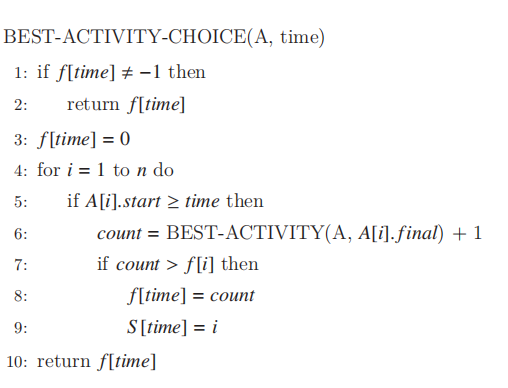 BEST-ACTIVITY-CHOICE(A, time)
1: if f[time] ≠ −1 then
2: return f[time]
3: f[time] = 0
4: for i = 1 to n do
5: if A[i].start ≥ time then
6: count = BEST-ACTIVITY(A, A[i].final) + 1
7: if count > f[i] then
8: f[time] = count
9: S[time] = i
10: return f[time]